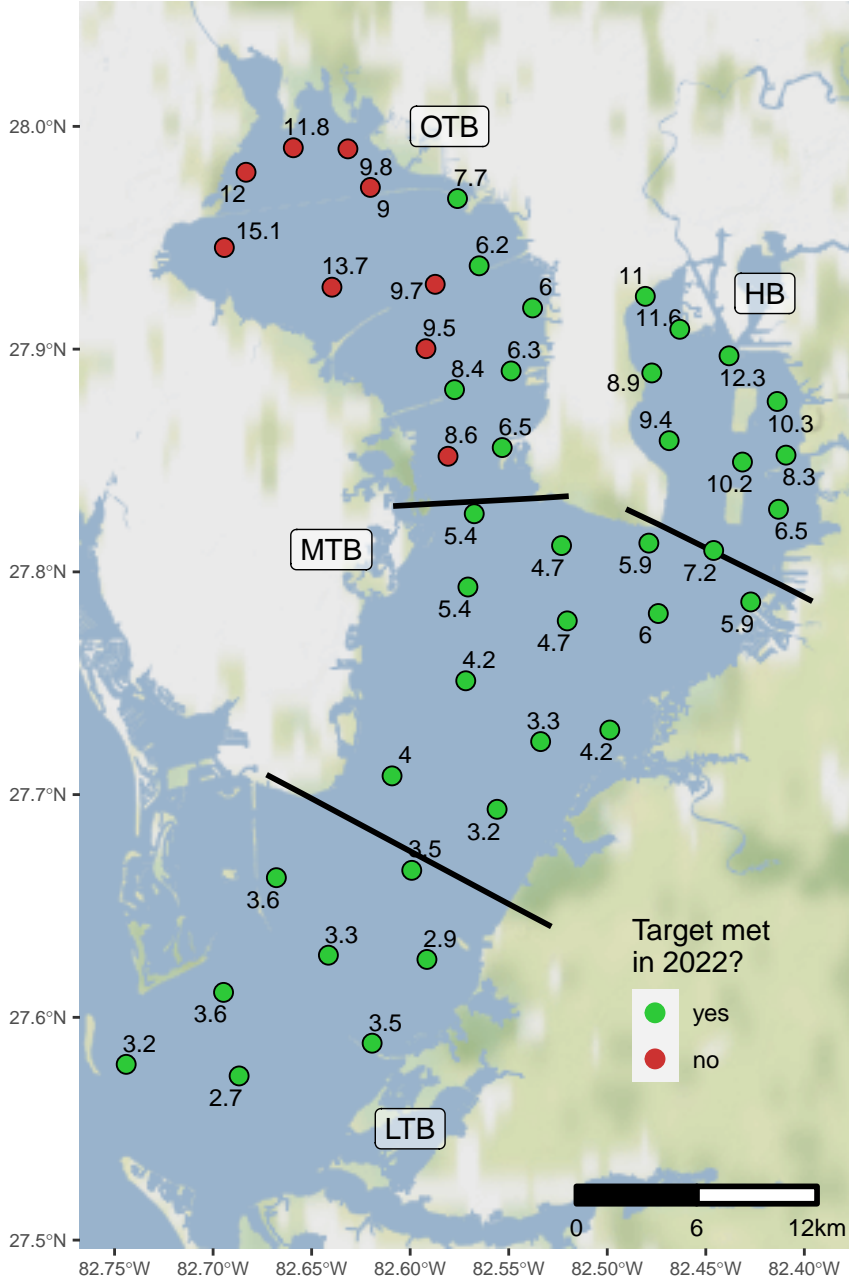 28.0°N
27.9°N
27.8°N
27.7°N
27.6°N
27.5°N
OTB
11.8
9.8
12
9
7.7
15.1
6.2
13.7
9.7
6
9.5
6.3
8.4
8.6
6.5
HB
11
11.6
12.3
8.9
10.3
9.4
10.2
8.3
6.5
7.2
MTB
5.4
4.7
5.9
5.4
4.7
6
5.9
4.2
3.3
4.2
4
3.2
3.5
3.6
3.3
2.9
3.6
3.5
3.2
2.7
LTB
Target met
in 2022?
yes
no
0 6 12km
82.75°W 82.70°W 82.65°W 82.60°W 82.55°W 82.50°W 82.45°W 82.40°W